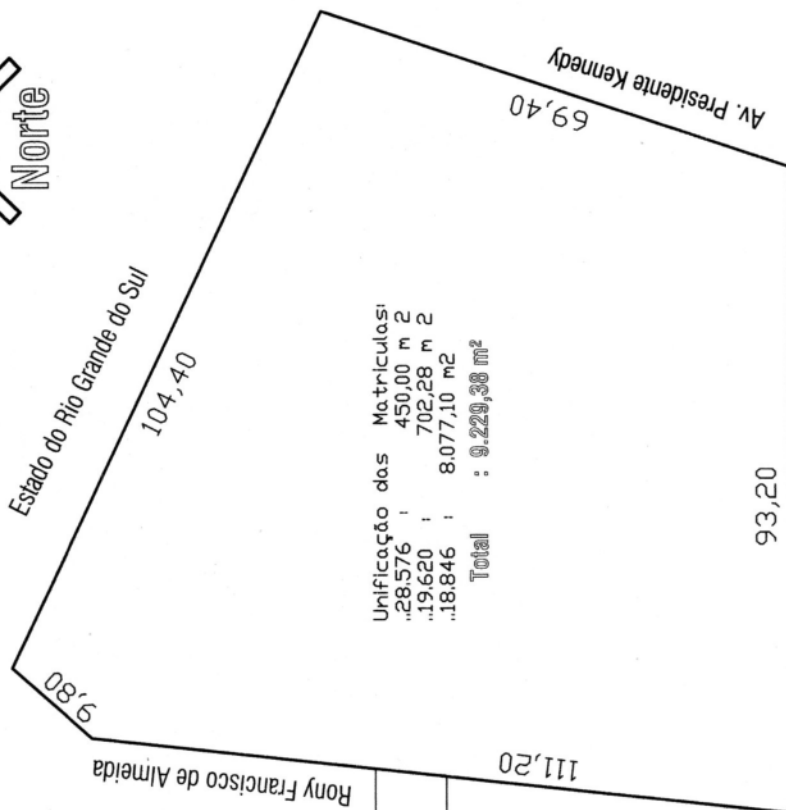 Norte
Estado do Rio Grande do Sul
104,40
Av. Presidente Kennedy
69,40
9,80
Rony Francisco de Almeida
111,20
93,20
Unificação das Matriculas:
..28.576 : 450,00 m 2
..19.620 : 702,28 m 2
..18.846 : 8.077,10 m2
Total : 9.229,38 m²